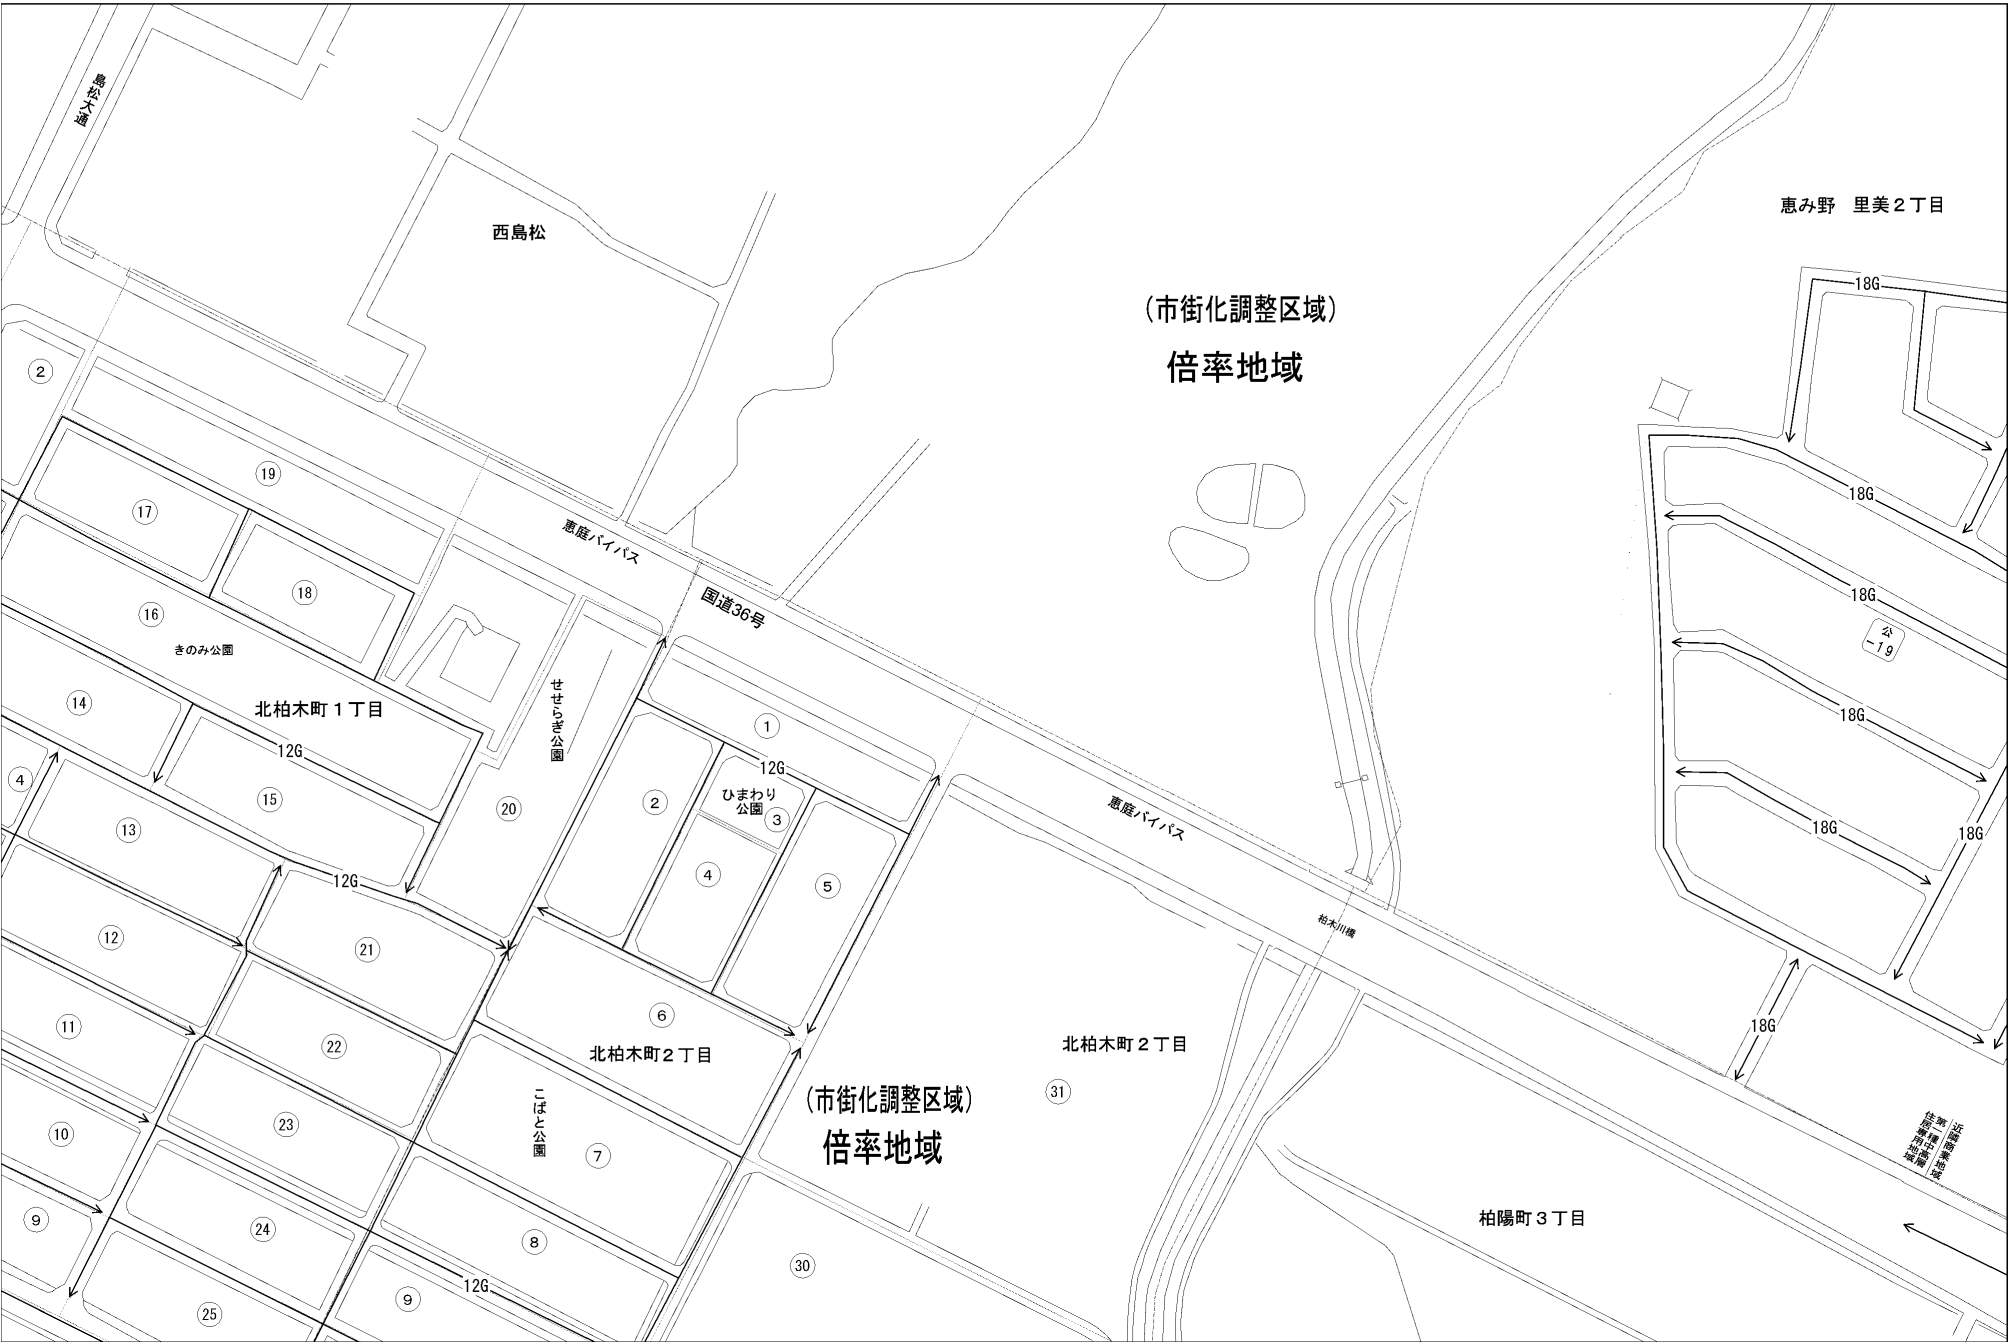 島松大通
西島松
恵み野　里美２丁目
18G
（市街化調整区域）
倍率地域
②
⑲
⑰
18G
恵庭バイパス
⑱
国道36号
18G
⑯
公
-19
きのみ公園
⑭
北柏木町１丁目
せせらぎ公園
①
18G
12G
12G
④
⑮
⑳
②
ひまわり
公園
③
恵庭バイパス
18G
18G
⑬
12G
④
⑤
柏木川橋
⑫
㉑
⑥
18G
⑪
㉒
北柏木町２丁目
北柏木町２丁目
（市街化調整区域）
倍率地域
㉛
⑩
㉓
こばと公園
⑦
近隣商業地域
第一種中高層
住居専用地域
⑨
㉔
⑧
柏陽町３丁目
㉚
12G
⑨
㉕